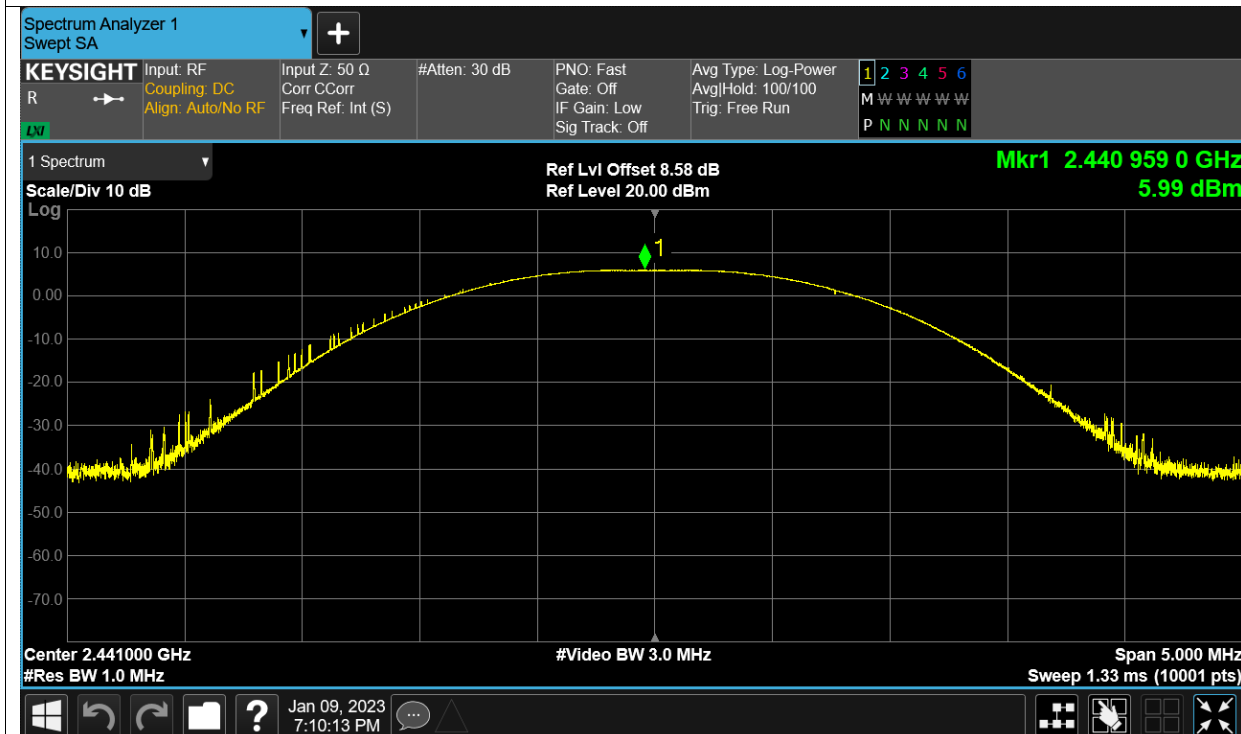 Spectrum Analyzer 1
Swept SA
KEYSIGHT
R
LXI
Input: RF
Coupling: DC
Align: Auto/No RF
Input Z: 50 Ω
Corr CCorr
Freq Ref: Int (S)
#Atten: 30 dB
PNO: Fast
Gate: Off
IF Gain: Low
Sig Track: Off
Avg Type: Log-Power
Avg|Hold: 100/100
Trig: Free Run
1 2 3 4 5 6
M W W W W W
P N N N N N
1 Spectrum
Scale/Div 10 dB
Log
Ref Lvl Offset 8.58 dB
Ref Level 20.00 dBm
Mkr1 2.440 959 0 GHz
5.99 dBm
1
10.0
0.00
-10.0
-20.0
-30.0
-40.0
-50.0
-60.0
-70.0
Center 2.441000 GHz
#Res BW 1.0 MHz
#Video BW 3.0 MHz
Span 5.000 MHz
Sweep 1.33 ms (10001 pts)
?
Jan 09, 2023
7:10:13 PM